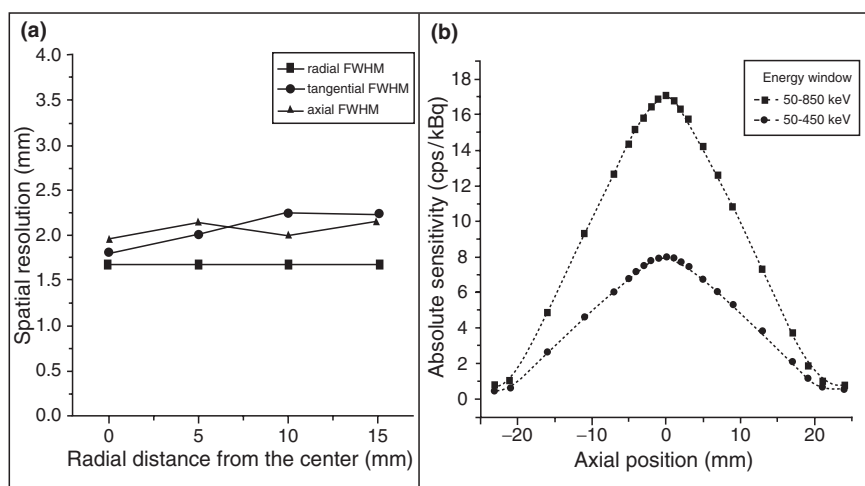 (a)
4.0
3.5
3.0
2.5
2.0
1.5
1.0
0.5
0.0
Spatial resolution (mm)
radial FWHM
tangential FWHM
axial FWHM
0 5 10 15
Radial distance from the center (mm)
(b)
18
16
14
12
10
8
6
4
2
0
Absolute sensitivity (cps/kBq)
Energy window
50-850 keV
50-450 keV
−20 −10 0 10 20
Axial position (mm)